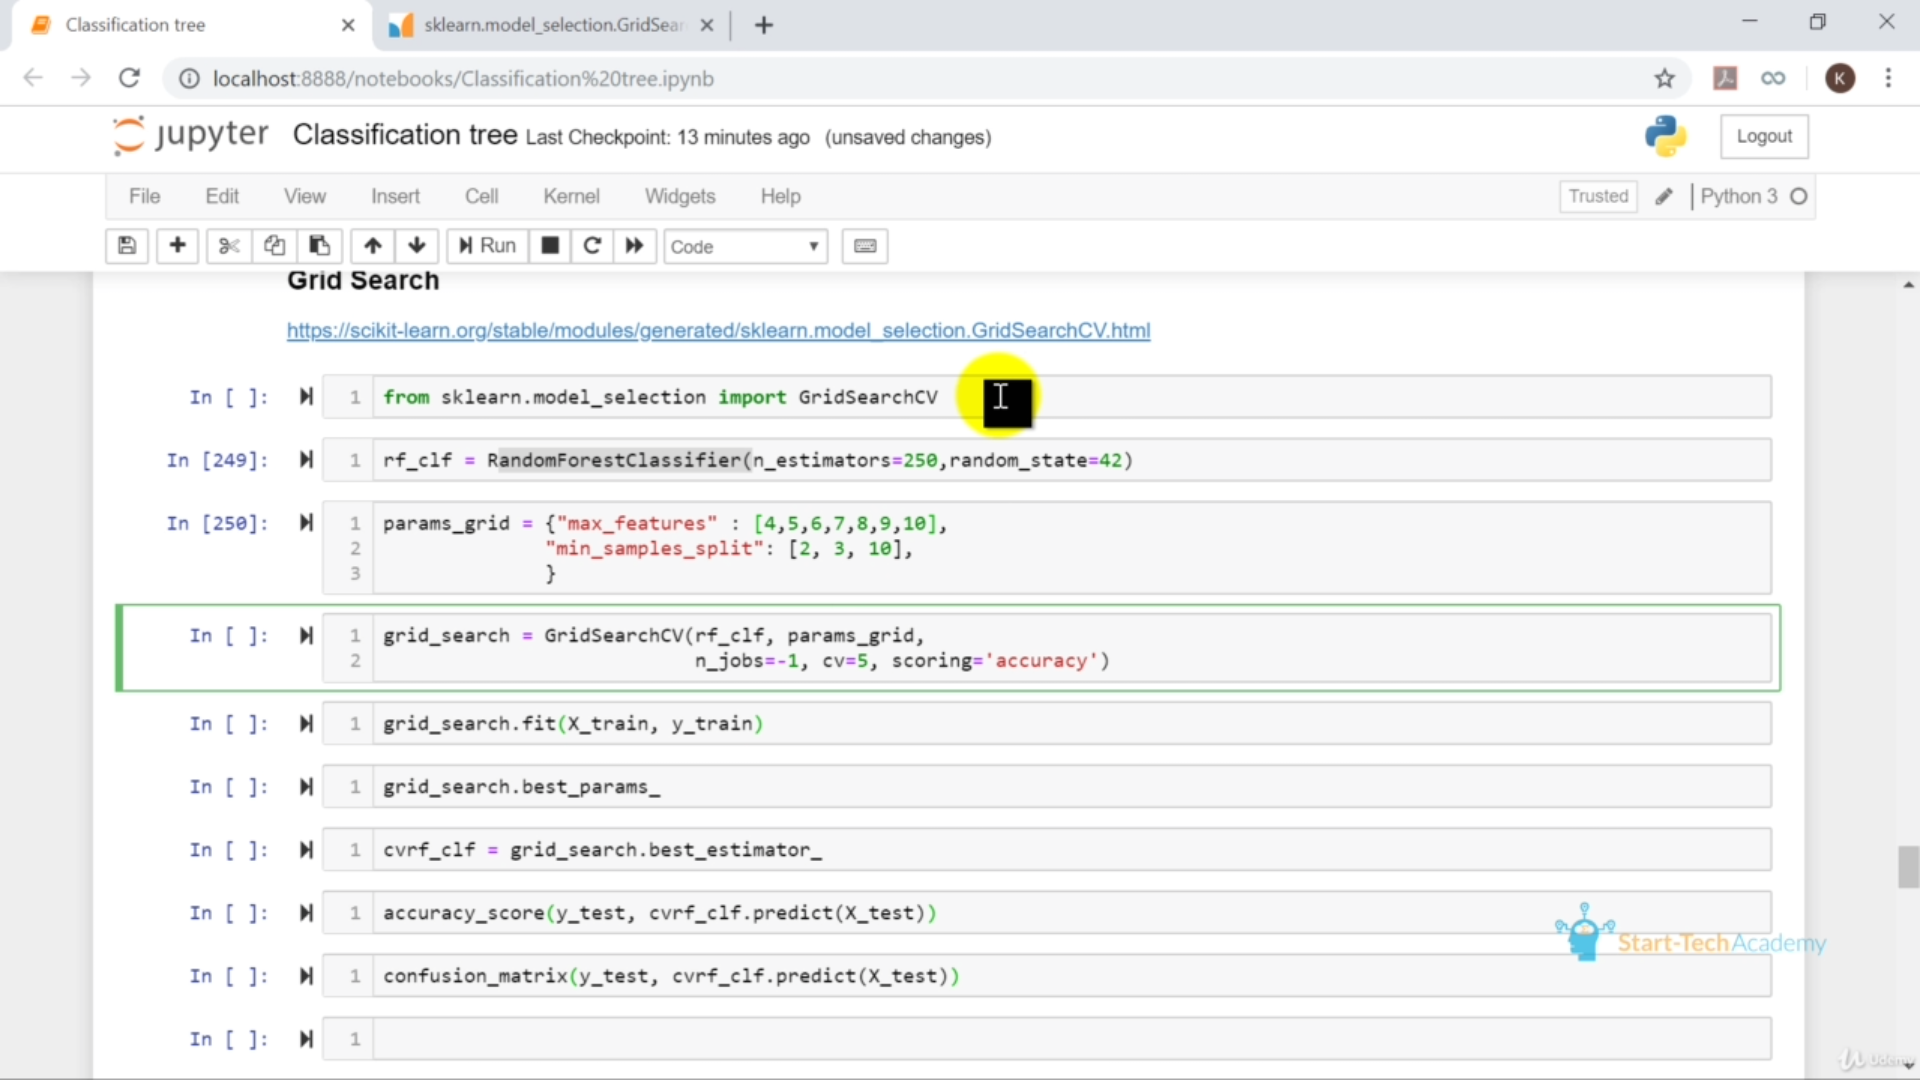 Classification tree
sklearn.model_selection.GridSear
localhost:8888/notebooks/Classification%20tree.ipynb
K
jupyter Classification tree Last Checkpoint: 13 minutes ago (unsaved changes)
Logout
File Edit View Insert Cell Kernel Widgets Help
Trusted Python 3
Run Code
Grid Search
https://scikit-learn.org/stable/modules/generated/sklearn.model_selection.GridSearchCV.html
In [ ]: 1 from sklearn.model_selection import GridSearchCV
In [249]: 1 rf_clf = RandomForestClassifier(n_estimators=250,random_state=42)
In [250]: 1 params_grid = {"max_features" : [4,5,6,7,8,9,10],
2 "min_samples_split": [2, 3, 10],
3 }
In [ ]: 1 grid_search = GridSearchCV(rf_clf, params_grid,
2 n_jobs=-1, cv=5, scoring='accuracy')
In [ ]: 1 grid_search.fit(X_train, y_train)
In [ ]: 1 grid_search.best_params_
In [ ]: 1 cvrf_clf = grid_search.best_estimator_
In [ ]: 1 accuracy_score(y_test, cvrf_clf.predict(X_test))
Start-TechAcademy
In [ ]: 1 confusion_matrix(y_test, cvrf_clf.predict(X_test))
In [ ]: 1
Udemy